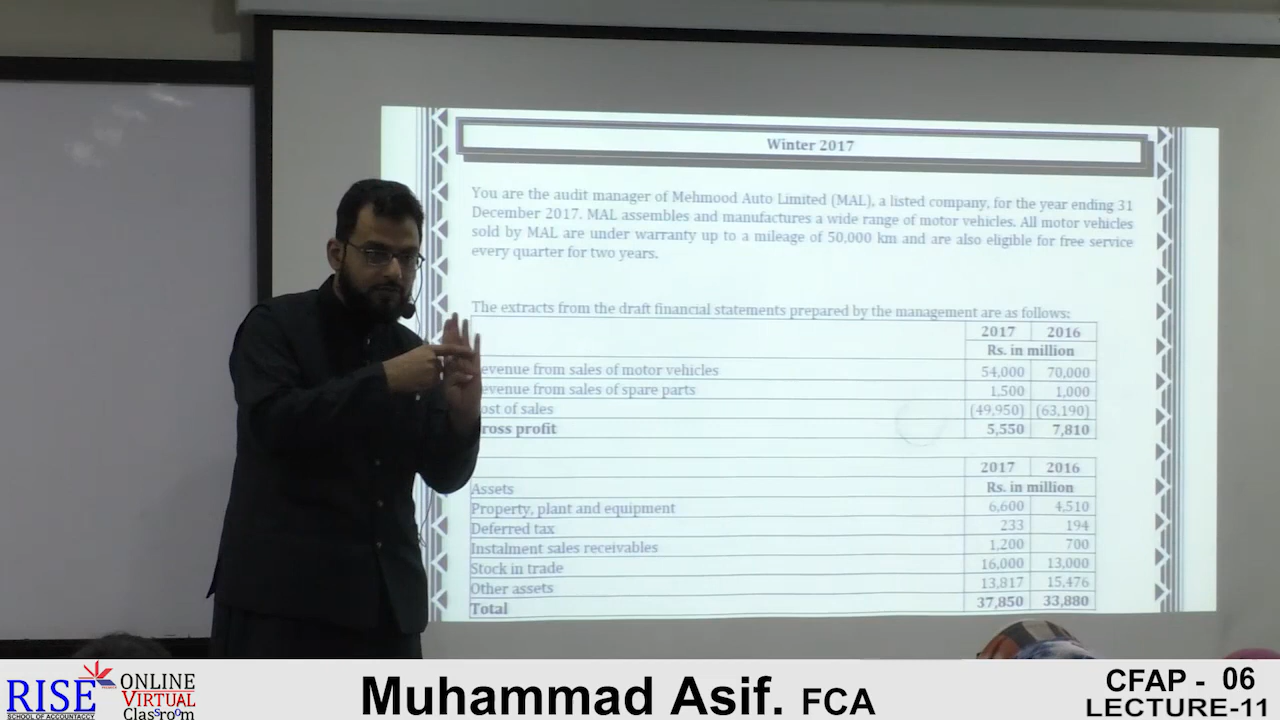 Winter 2017
You are the audit manager of Mehmood Auto Limited (MAL), a listed company, for the year ending 31
December 2017. MAL assembles and manufactures a wide range of motor vehicles. All motor vehicles
sold by MAL are under warranty up to a mileage of 50,000 km and are also eligible for free service
every quarter for two years.
The extracts from the draft financial statements prepared by the management are as follows:
2017 2016
Rs. in million
evenue from sales of motor vehicles 54,000 70,000
evenue from sales of spare parts 1,500 1,000
ost of sales (49,950) (63,190)
ross profit 5,550 7,810
2017 2016
Assets Rs. in million
Property, plant and equipment 6,600 4,510
Deferred tax 233 194
Instalment sales receivables 1,200 700
Stock in trade 16,000 13,000
Other assets 13,817 15,476
Total 37,850 33,880
RISE
SCHOOL OF ACCOUNTACY
ONLINE
VIRTUAL
Classroom
Muhammad Asif. FCA
CFAP - 06
LECTURE-11